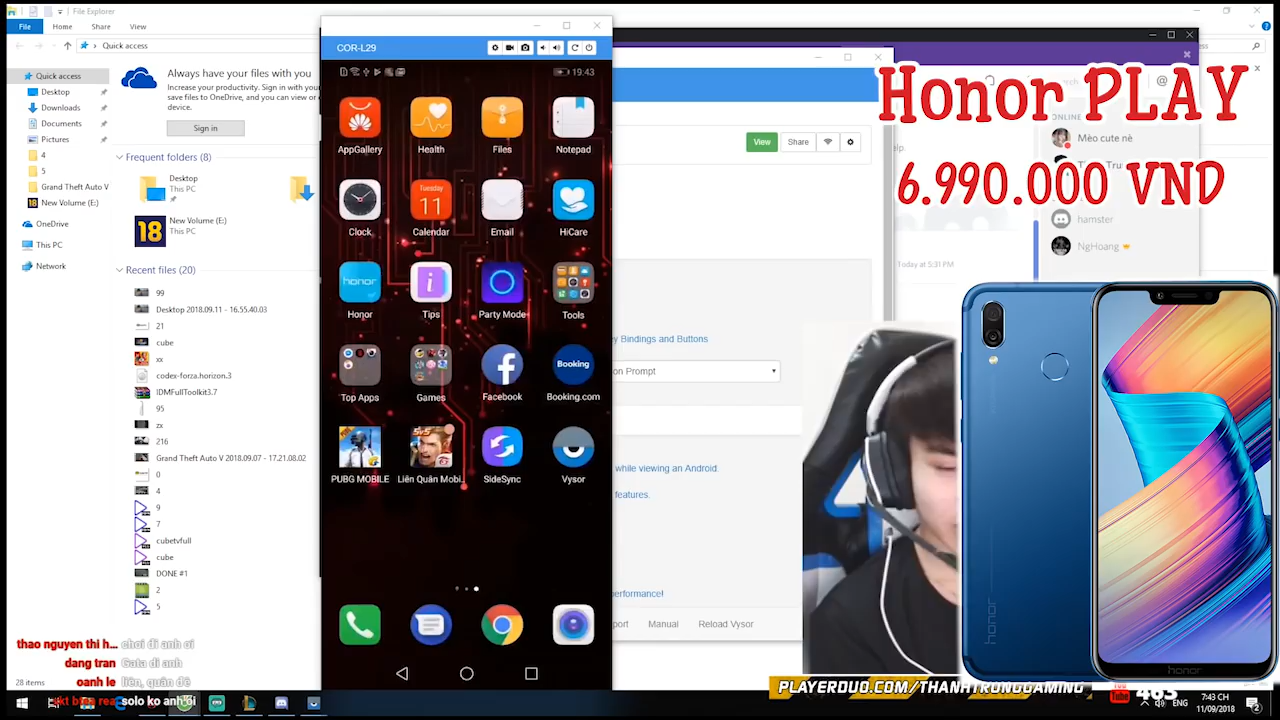 File Explorer
File
Home
Share
View
Quick access
Quick access
Desktop
Downloads
Documents
Pictures
4
5
Grand Theft Auto V
New Volume (E:)
OneDrive
This PC
Network
Always have your files with you
Increase your productivity. Sign in with your
save files to OneDrive, and you can view or
device.
Sign in
Frequent folders (8)
Desktop
This PC
New Volume (E:)
This PC
Recent files (20)
99
Desktop 2018.09.11 - 16.55.40.03
21
cube
xx
codex-forza.horizon.3
IDMFullToolkit3.7
95
zx
216
Grand Theft Auto V 2018.09.07 - 17.21.08.02
0
4
9
7
cubetvfull
cube
DONE #1
2
5
28 items
COR-L29
19:43
AppGallery
Health
Files
Notepad
Clock
Tuesday
11
Calendar
Email
HiCare
honor
Honor
Tips
Party Mode
Tools
Top Apps
Games
Facebook
Booking
Booking.com
PUBG MOBILE
5v5
Liên Quân Mobi...
SideSync
Vysor
View
Share
y Bindings and Buttons
on Prompt
while viewing an Android.
features.
performance!
port
Manual
Reload Vysor
Honor PLAY
6.990.000 VND
ONLINE
Mèo cute nè
hamster
NgHoang
Today at 5:31 PM
honor
honor
thao nguyen thi h... chơi đi anh ơi
dang tran Gata đi anh
oanh le liên, quân đê
solo ko anh ơi
PLAYERDUO.COM/THANHTRUNGGAMING
463
ENG
7:43 CH
11/09/2018